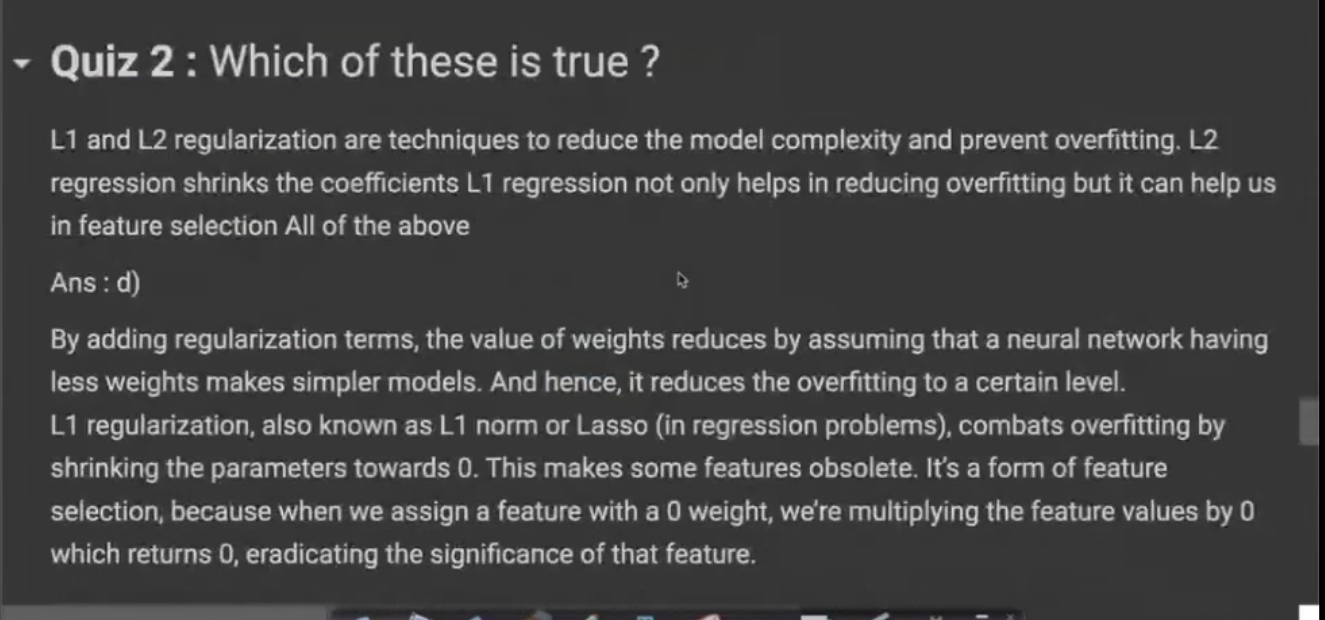 Quiz 2 : Which of these is true ?
L1 and L2 regularization are techniques to reduce the model complexity and prevent overfitting. L2
regression shrinks the coefficients L1 regression not only helps in reducing overfitting but it can help us
in feature selection All of the above
Ans : d)
By adding regularization terms, the value of weights reduces by assuming that a neural network having
less weights makes simpler models. And hence, it reduces the overfitting to a certain level.
L1 regularization, also known as L1 norm or Lasso (in regression problems), combats overfitting by
shrinking the parameters towards 0. This makes some features obsolete. It’s a form of feature
selection, because when we assign a feature with a 0 weight, we’re multiplying the feature values by 0
which returns 0, eradicating the significance of that feature.